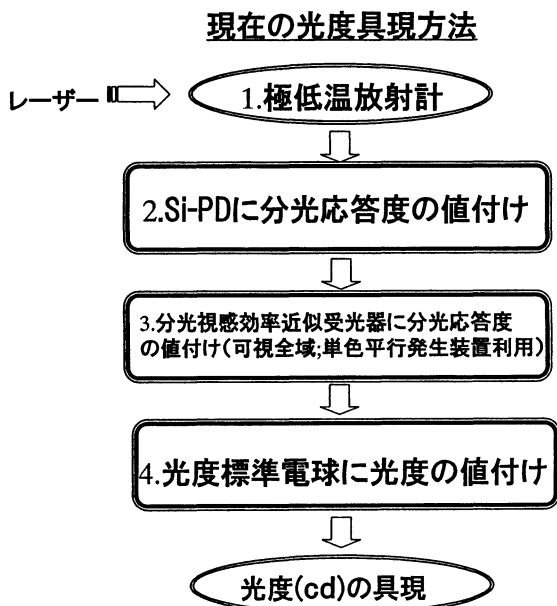 現在の光度具現方法
レーザー
1.極低温放射計
2.Si-PDに分光応答度の値付け
3.分光視感効率近似受光器に分光応答度
の値付け(可視全域;単色平行発生装置利用)
4.光度標準電球に光度の値付け
光度(cd)の具現